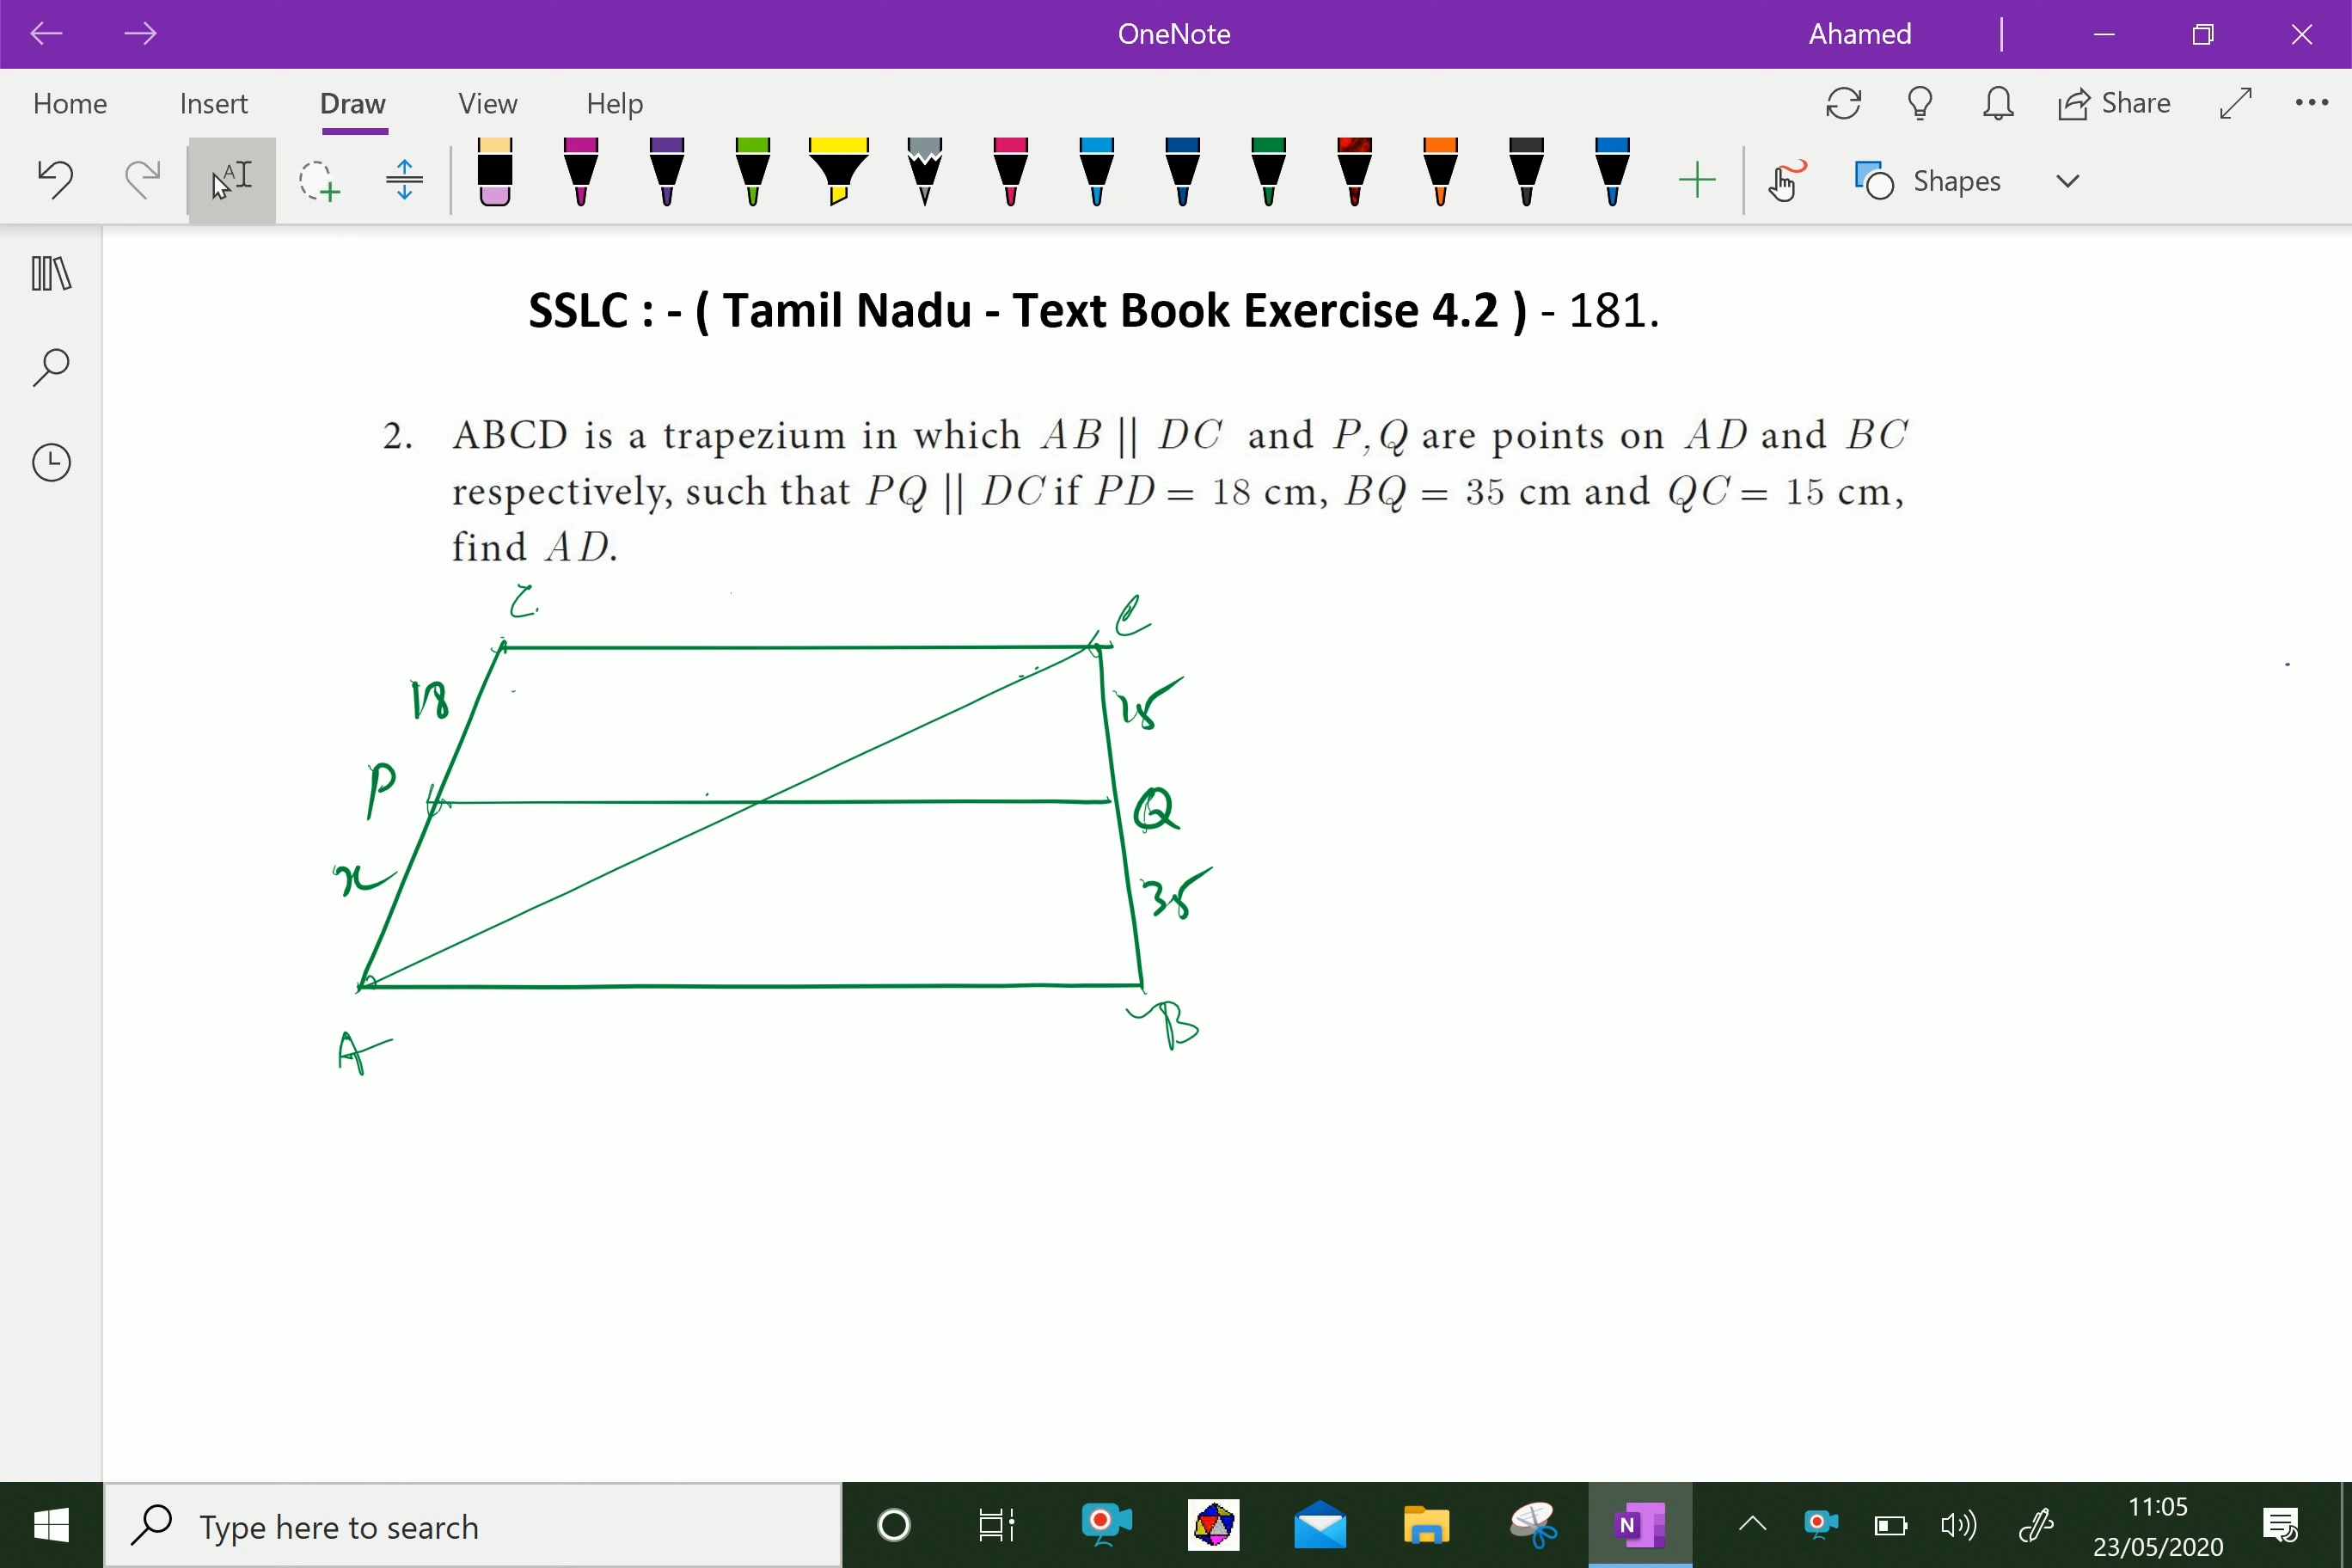 OneNote
Ahamed
Home Insert Draw View Help
Share
Shapes
SSLC : - ( Tamil Nadu - Text Book Exercise 4.2 ) - 181.
2. ABCD is a trapezium in which AB || DC and P,Q are points on AD and BC
respectively, such that PQ || DC if PD = 18 cm, BQ = 35 cm and QC = 15 cm,
find AD.
C
18
P
Q
x
35
A
B
Type here to search
11:05
23/05/2020